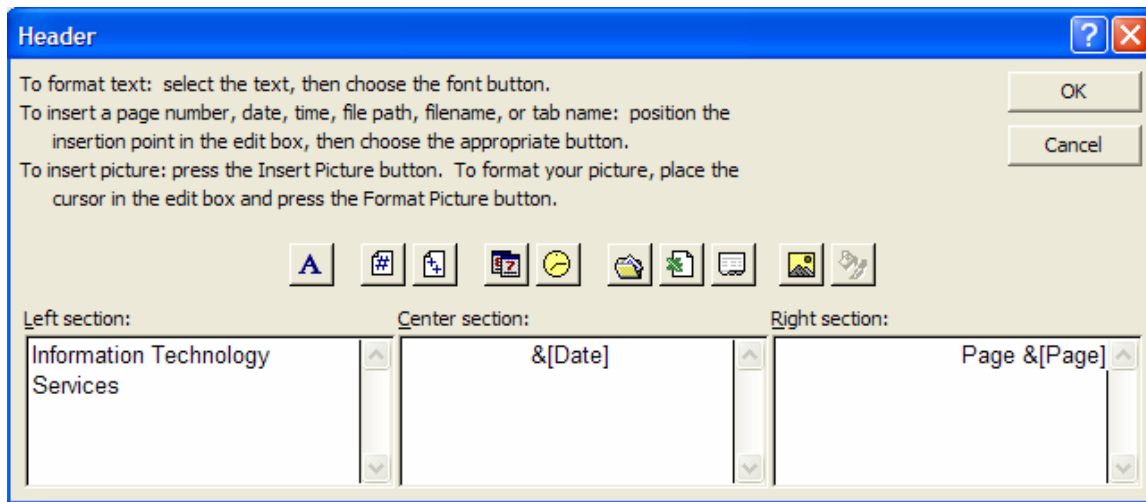 Header
To format text: select the text, then choose the font button.
To insert a page number, date, time, file path, filename, or tab name: position the
insertion point in the edit box, then choose the appropriate button.
To insert picture: press the Insert Picture button. To format your picture, place the
cursor in the edit box and press the Format Picture button.
OK
Cancel
A
Left section:
Center section:
Right section:
Information Technology
Services
&[Date]
Page &[Page]